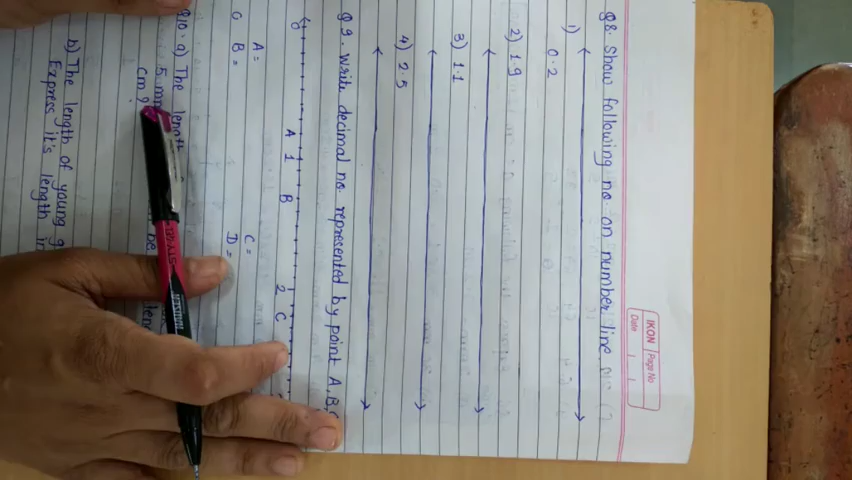 IKON
Page No
Date
Q8. Show following no on number line
1) 0.2
2) 1.9
3) 1.1
4) 2.5
Q9. Write decimal no. represented by point A, B, C
0 A 1 B 2 C
A = C =
B = D =
Q10. a) The length
5 mm be
cm ?
b) The length of young g
Express it's length in